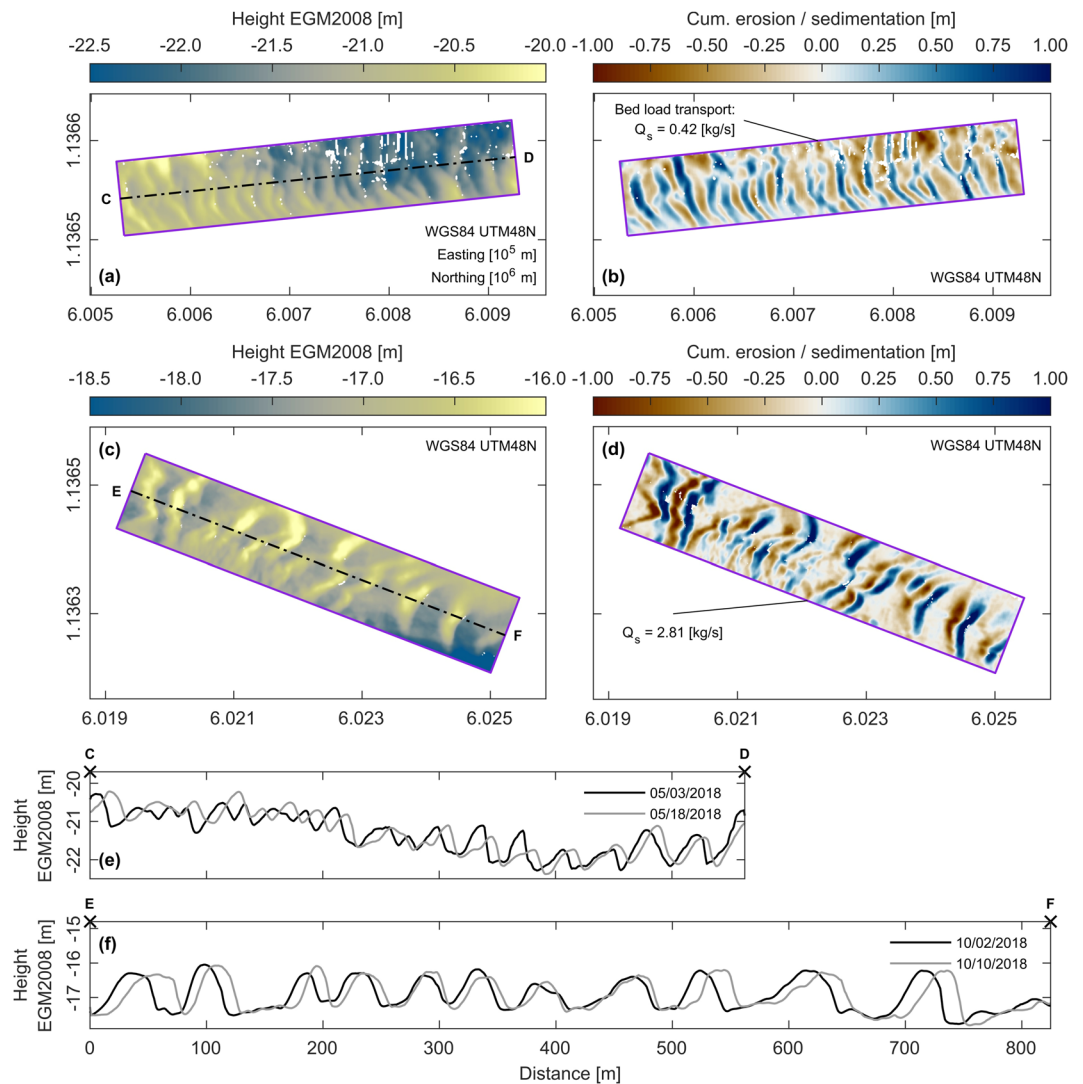 Height EGM2008 [m]
-22.5 -22.0 -21.5 -21.0 -20.5 -20.0
Cum. erosion / sedimentation [m]
-1.00 -0.75 -0.50 -0.25 0.00 0.25 0.50 0.75 1.00
1.1366
1.1365
C
D
WGS84 UTM48N
Easting [10^5 m]
Northing [10^6 m]
(a)
6.005 6.006 6.007 6.008 6.009
Bed load transport:
Q_s = 0.42 [kg/s]
(b)
WGS84 UTM48N
6.005 6.006 6.007 6.008 6.009
Height EGM2008 [m]
-18.5 -18.0 -17.5 -17.0 -16.5 -16.0
Cum. erosion / sedimentation [m]
-1.00 -0.75 -0.50 -0.25 0.00 0.25 0.50 0.75 1.00
(c)
WGS84 UTM48N
1.1365
1.1363
E
F
6.019 6.021 6.023 6.025
(d)
WGS84 UTM48N
Q_s = 2.81 [kg/s]
6.019 6.021 6.023 6.025
C
D
Height
EGM2008 [m]
-20
-21
-22
05/03/2018
05/18/2018
(e)
E
F
Height
EGM2008 [m]
-15
-16
-17
(f)
10/02/2018
10/10/2018
0 100 200 300 400 500 600 700 800
Distance [m]